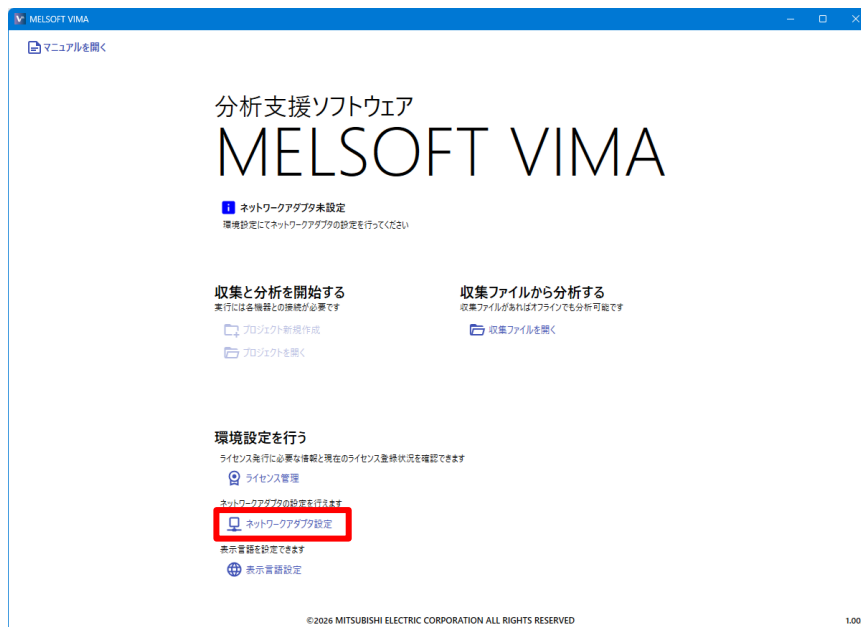 MELSOFT VIMA
マニュアルを開く
分析支援ソフトウェア
MELSOFT VIMA
ネットワークアダプタ未設定
環境設定にてネットワークアダプタの設定を行ってください
収集と分析を開始する
実行には各機器との接続が必要です
プロジェクト新規作成
プロジェクトを開く
収集ファイルから分析する
収集ファイルがあればオフラインでも分析可能です
収集ファイルを開く
環境設定を行う
ライセンス発行に必要な情報と現在のライセンス登録状況を確認できます
ライセンス管理
ネットワークアダプタの設定を行えます
ネットワークアダプタ設定
表示言語を設定できます
表示言語設定
©2026 MITSUBISHI ELECTRIC CORPORATION ALL RIGHTS RESERVED
1.00